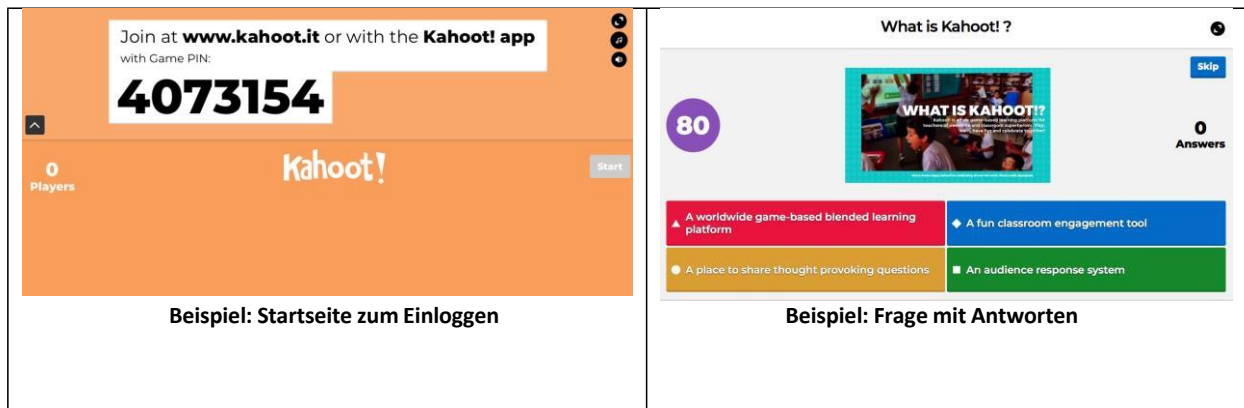 Join at www.kahoot.it or with the Kahoot! app
with Game PIN:
4073154
0
Players
Kahoot!
Start
Beispiel: Startseite zum Einloggen
What is Kahoot! ?
Skip
80
WHAT IS KAHOOT!?
0
Answers
A worldwide game-based blended learning
platform
A fun classroom engagement tool
A place to share thought provoking questions
An audience response system
Beispiel: Frage mit Antworten